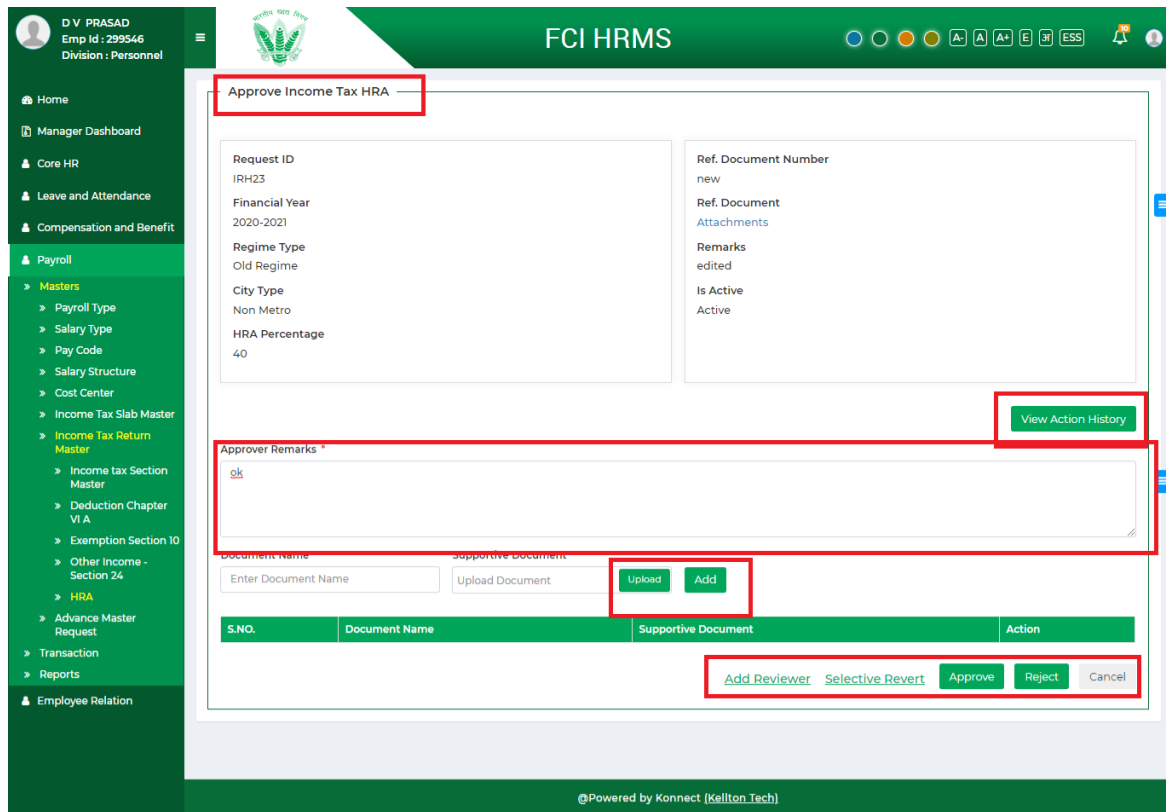 D V PRASAD
Emp Id : 299546
Division : Personnel
भारतीय खाद्य निगम
FCI HRMS
A- A A+ E अ ESS
10
Home
Manager Dashboard
Core HR
Leave and Attendance
Compensation and Benefit
Payroll
Masters
Payroll Type
Salary Type
Pay Code
Salary Structure
Cost Center
Income Tax Slab Master
Income Tax Return
Master
Income tax Section
Master
Deduction Chapter
VI A
Exemption Section 10
Other Income -
Section 24
HRA
Advance Master
Request
Transaction
Reports
Employee Relation
Approve Income Tax HRA
Request ID
IRH23
Financial Year
2020-2021
Regime Type
Old Regime
City Type
Non Metro
HRA Percentage
40
Ref. Document Number
new
Ref. Document
Attachments
Remarks
edited
Is Active
Active
View Action History
Approver Remarks *
ok
Document Name Supportive Document
Enter Document Name Upload Document Upload Add
S.NO. Document Name Supportive Document Action
Add Reviewer Selective Revert Approve Reject Cancel
@Powered by Konnect (Kellton Tech)